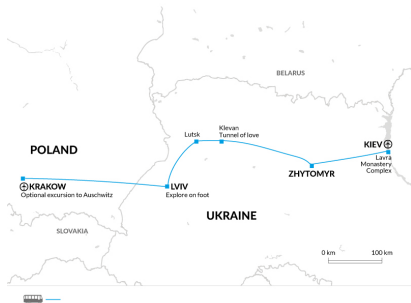 BELARUS
Lutsk
Klevan
Tunnel of love
POLAND
KIEV
Lavra
Monastery
Complex
ZHYTOMYR
KRAKOW
Optional excursion to Auschwitz
LVIV
Explore on foot
UKRAINE
SLOVAKIA
0 km 100 km